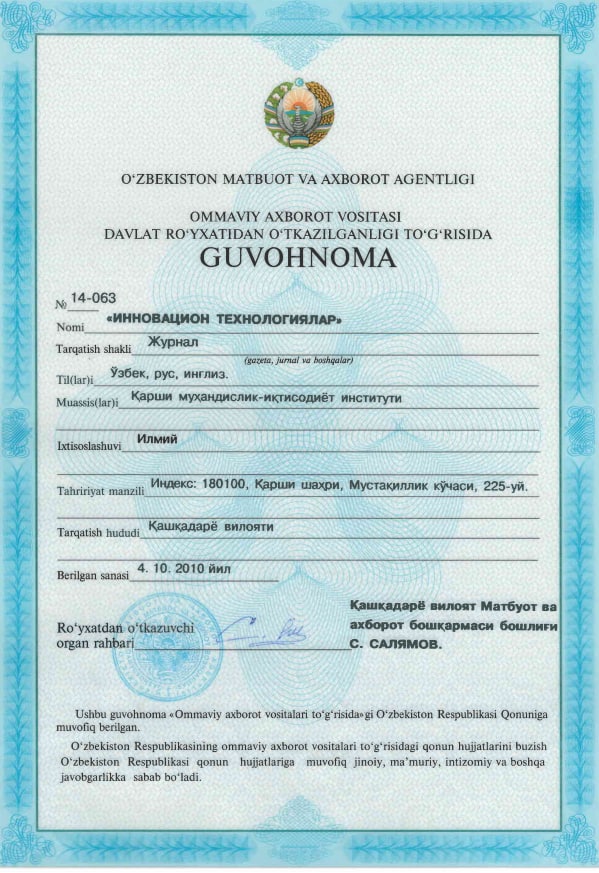 O‘ZBEKISTON MATBUOT VA AXBOROT AGENTLIGI
OMMAVIY AXBOROT VOSITASI
DAVLAT RO‘YXATIDAN O‘TKAZILGANLIGI TO‘G‘RISIDA
GUVOHNOMA
№ 14-063
Nomi «ИННОВАЦИОН ТЕХНОЛОГИЯЛАР»
Tarqatish shakli Журнал
(gazeta, jurnal va boshqalar)
Til(lar)i Ўзбек, рус, инглиз.
Muassis(lar)i Қарши муҳандислик-иқтисодиёт институти
Ixtisoslashuvi Илмий
Tahririyat manzili Индекс: 180100, Қарши шаҳри, Мустақиллик кўчаси, 225-уй.
Tarqatish hududi Қашқадарё вилояти
Berilgan sanasi 4. 10. 2010 йил
Ro‘yxatdan o‘tkazuvchi
organ rahbari
Қашқадарё вилоят Матбуот ва
ахборот бошқармаси бошлиғи
С. САЛЯМОВ.
Ushbu guvohnoma «Ommaviy axborot vositalari to‘g‘risida»gi O‘zbekiston Respublikasi Qonuniga
muvofiq berilgan.
O‘zbekiston Respublikasining ommaviy axborot vositalari to‘g‘risidagi qonun hujjatlarini buzish
O‘zbekiston Respublikasi qonun hujjatlariga muvofiq jinoiy, ma’muriy, intizomiy va boshqa
javobgarlikka sabab bo‘ladi.